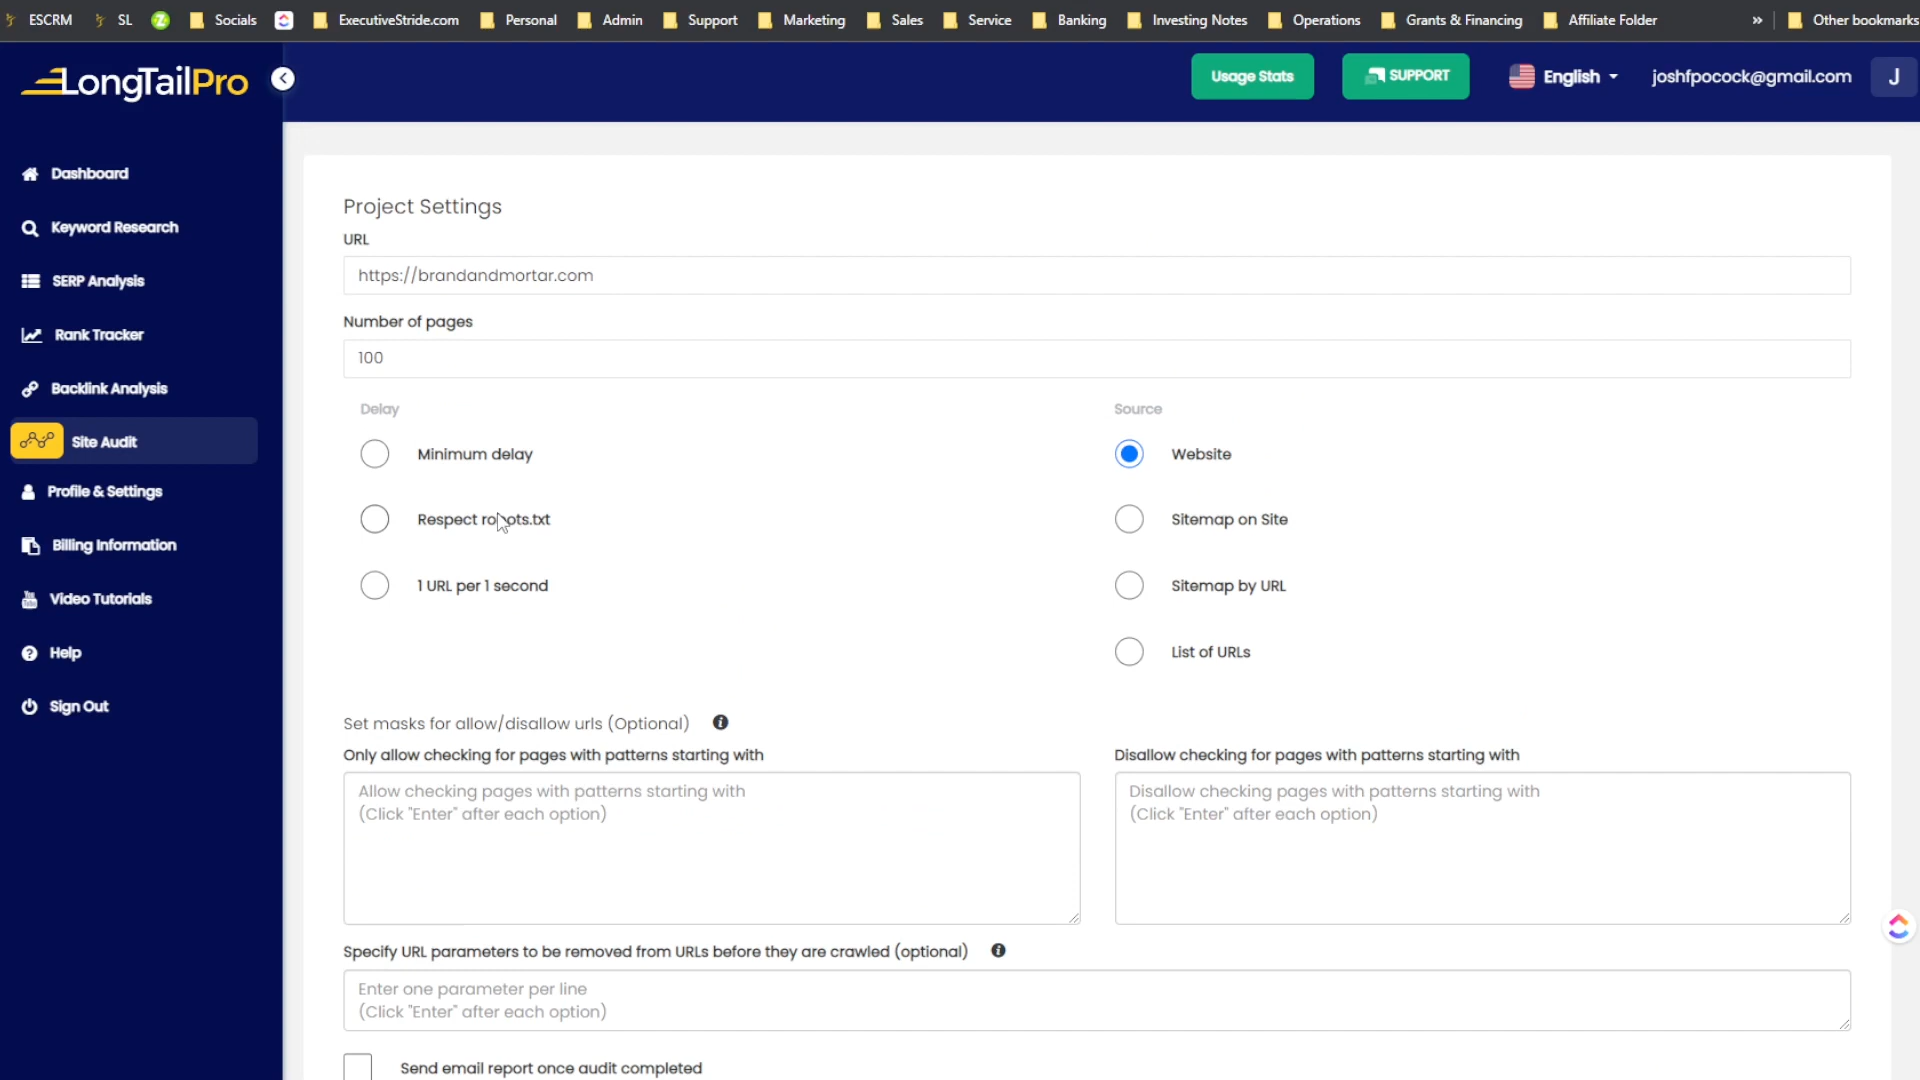 ESCRM SL Socials ExecutiveStride.com Personal Admin Support Marketing Sales Service Banking Investing Notes Operations Grants & Financing Affiliate Folder » Other bookmarks
LongTailPro
Usage Stats
SUPPORT
English
joshfpocock@gmail.com
J
Dashboard
Keyword Research
SERP Analysis
Rank Tracker
Backlink Analysis
Site Audit
Profile & Settings
Billing Information
Video Tutorials
Help
Sign Out
Project Settings
URL
https://brandandmortar.com
Number of pages
100
Delay
Minimum delay
Respect robots.txt
1 URL per 1 second
Source
Website
Sitemap on Site
Sitemap by URL
List of URLs
Set masks for allow/disallow urls (Optional)
Only allow checking for pages with patterns starting with
Allow checking pages with patterns starting with
(Click "Enter" after each option)
Disallow checking for pages with patterns starting with
Disallow checking pages with patterns starting with
(Click "Enter" after each option)
Specify URL parameters to be removed from URLs before they are crawled (optional)
Enter one parameter per line
(Click "Enter" after each option)
Send email report once audit completed